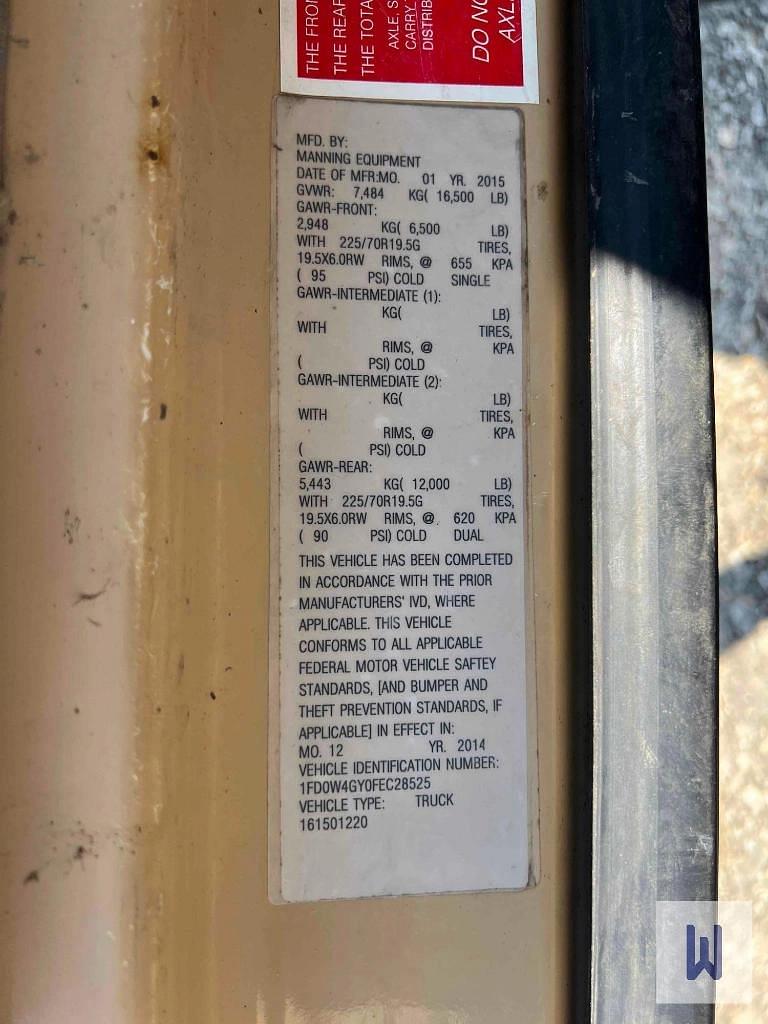 THE FRO
THE REAR
THE TOTA
AXLE, S
CARRY
DISTRIB
DO NO
AXL
MFD. BY:
MANNING EQUIPMENT
DATE OF MFR:MO. 01 YR. 2015
GVWR: 7,484 KG( 16,500 LB)
GAWR-FRONT:
2,948 KG( 6,500 LB)
WITH 225/70R19.5G TIRES,
19.5X6.0RW RIMS, @ 655 KPA
( 95 PSI) COLD SINGLE
GAWR-INTERMEDIATE (1):
KG( LB)
WITH TIRES,
RIMS, @ KPA
( PSI) COLD
GAWR-INTERMEDIATE (2):
KG( LB)
WITH TIRES,
RIMS, @ KPA
( PSI) COLD
GAWR-REAR:
5,443 KG( 12,000 LB)
WITH 225/70R19.5G TIRES,
19.5X6.0RW RIMS, @. 620 KPA
( 90 PSI) COLD DUAL
THIS VEHICLE HAS BEEN COMPLETED
IN ACCORDANCE WITH THE PRIOR
MANUFACTURERS' IVD, WHERE
APPLICABLE. THIS VEHICLE
CONFORMS TO ALL APPLICABLE
FEDERAL MOTOR VEHICLE SAFTEY
STANDARDS, [AND BUMPER AND
THEFT PREVENTION STANDARDS, IF
APPLICABLE] IN EFFECT IN:
MO. 12 YR. 2014
VEHICLE IDENTIFICATION NUMBER:
1FD0W4GY0FEC28525
VEHICLE TYPE: TRUCK
161501220
W